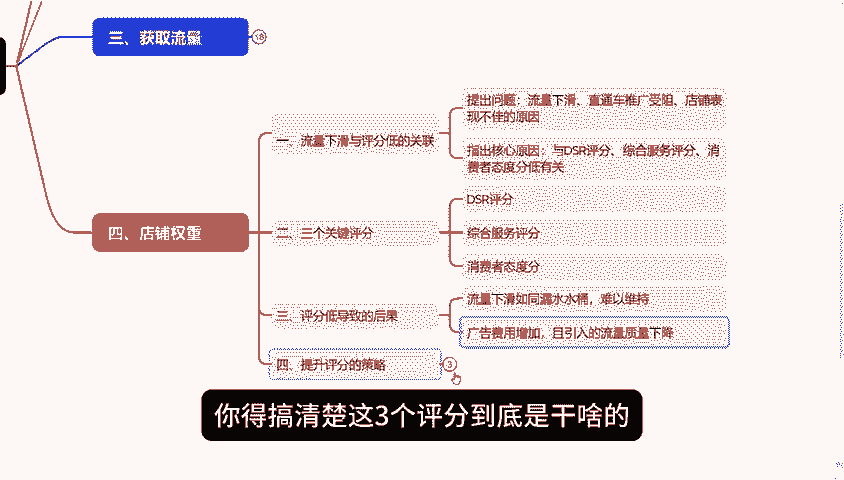 三、获取流量
18
四、店铺权重
一、流量下滑与评分低的关联
提出问题：流量下滑、直通车推广受阻、店铺表
现不佳的原因
指出核心原因：与DSR评分、综合服务评分、消
费者态度分低有关
二、三个关键评分
DSR评分
综合服务评分
消费者态度分
三、评分低导致的后果
流量下滑如同漏水水桶，难以维持
广告费用增加，且引入的流量质量下降
四、提升评分的策略
3
你得搞清楚这3个评分到底是干啥的